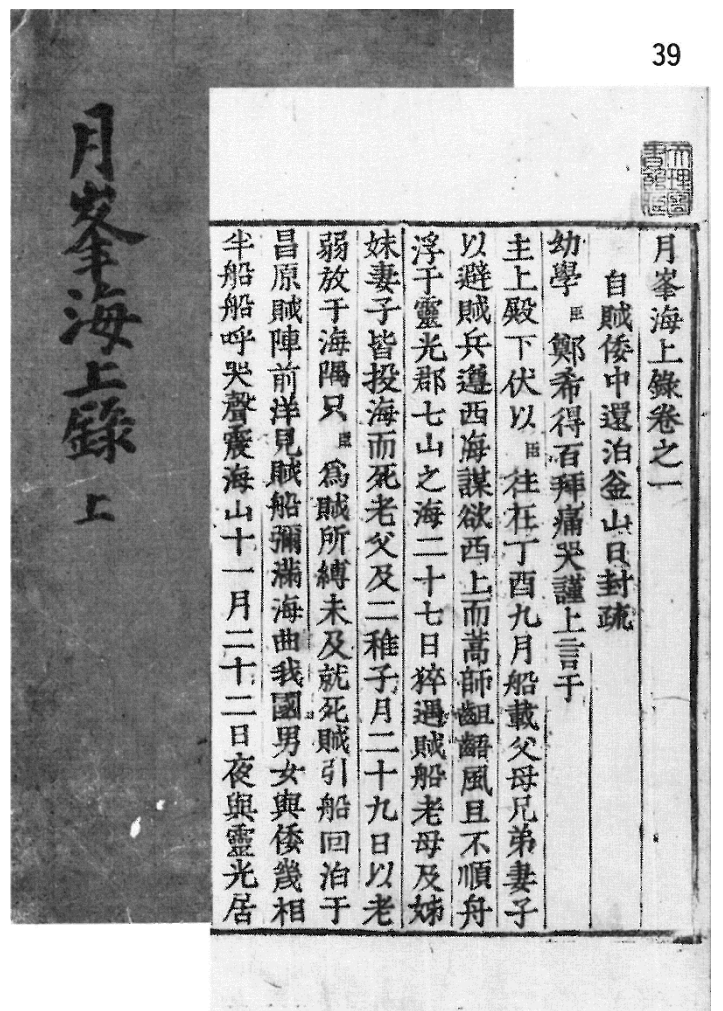 39
月峯海上錄 上
天理圖
書館臧
月峯海上錄卷之一
自賊倭中還泊釜山日封疏
幼學臣鄭希得百拜痛哭謹上言于
主上殿下伏以臣往在丁酉九月船載父母兄弟妻子
以避賊兵遵西海謀欲西上而蒿師齟齬風且不順舟
浮于靈光郡七山之海二十七日猝遇賊船老母及姊
妹妻子皆投海而死老父及二稚子月二十九日以老
弱放于海隅只臣爲賊所縛未及就死賊引船回泊于
昌原賊陣前洋見賊船彌滿海曲我國男女與倭幾相
半船船呼哭聲震海山十一月二十二日夜與靈光居